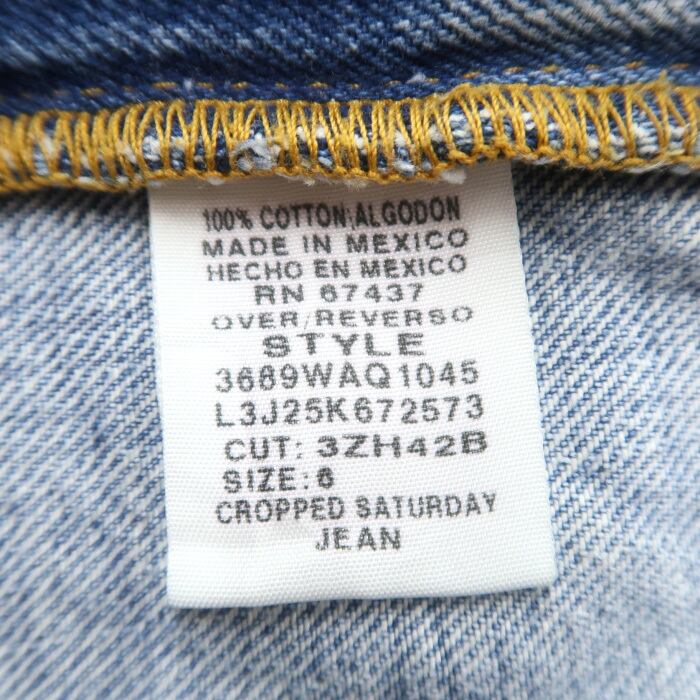 100% COTTON;ALGODON
MADE IN MEXICO
HECHO EN MEXICO
RN 67437
OVER/REVERSO
STYLE
3689WAQ1045
L3J25K672573
CUT: 3ZH42B
SIZE: 6
CROPPED SATURDAY
JEAN